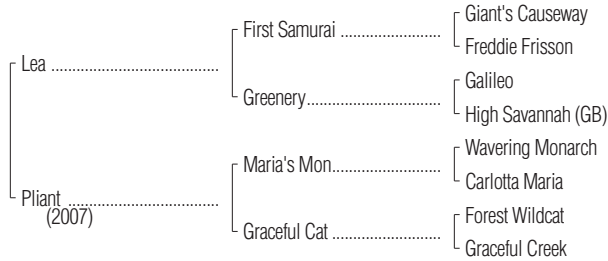 Giant's Causeway
First Samurai ......................
Freddie Frisson
Lea .....................................
Galileo
Greenery.............................
High Savannah (GB)
Wavering Monarch
Maria's Mon........................
Carlotta Maria
Pliant .................................
(2007)
Forest Wildcat
Graceful Cat ........................
Graceful Creek